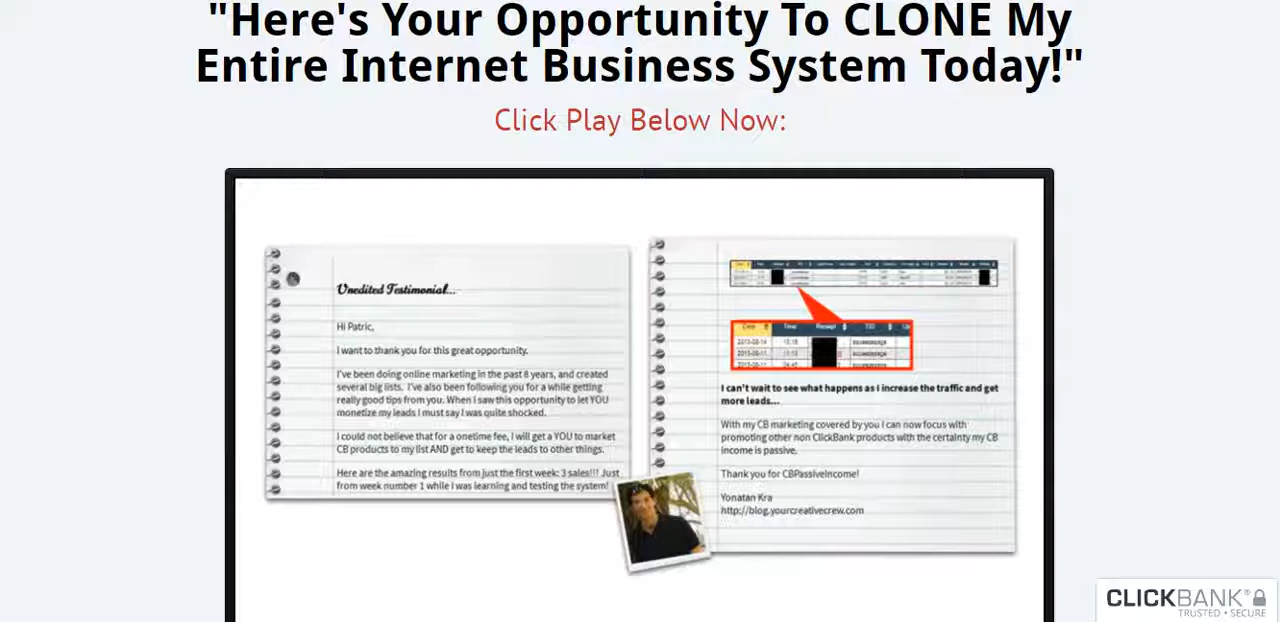 "Here's Your Opportunity To CLONE My
Entire Internet Business System Today!"
Click Play Below Now:
Unedited Testimonial...
Hi Patric,
I want to thank you for this great opportunity.
I've been doing online marketing in the past 8 years, and created
several big lists. I've also been following you for a while getting
really good tips from you. When I saw this opportunity to let YOU
monetize my leads I must say I was quite shocked.
I could not believe that for a onetime fee, I will get a YOU to market
CB products to my list AND get to keep the leads to other things.
Here are the amazing results from just the first week: 3 sales!!! Just
from week number 1 while I was learning and testing the system!
Date Time Receipt TID
I can't wait to see what happens as I increase the traffic and get
more leads...
With my CB marketing covered by you I can now focus with
promoting other non ClickBank products with the certainty my CB
income is passive.
Thank you for CBPassiveIncome!
Yonatan Kra
http://blog.yourcreativecrew.com
CLICKBANK®
TRUSTED • SECURE